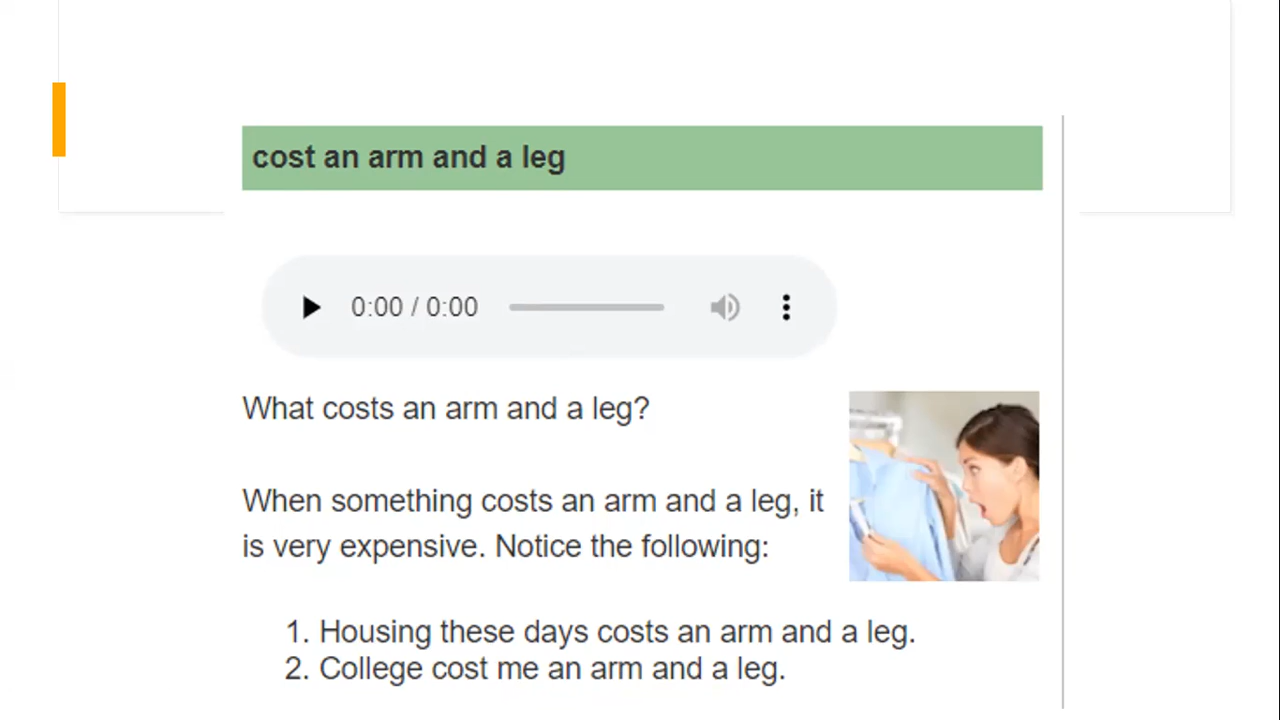 cost an arm and a leg
0:00 / 0:00
What costs an arm and a leg?
When something costs an arm and a leg, it
is very expensive. Notice the following:
1. Housing these days costs an arm and a leg.
2. College cost me an arm and a leg.